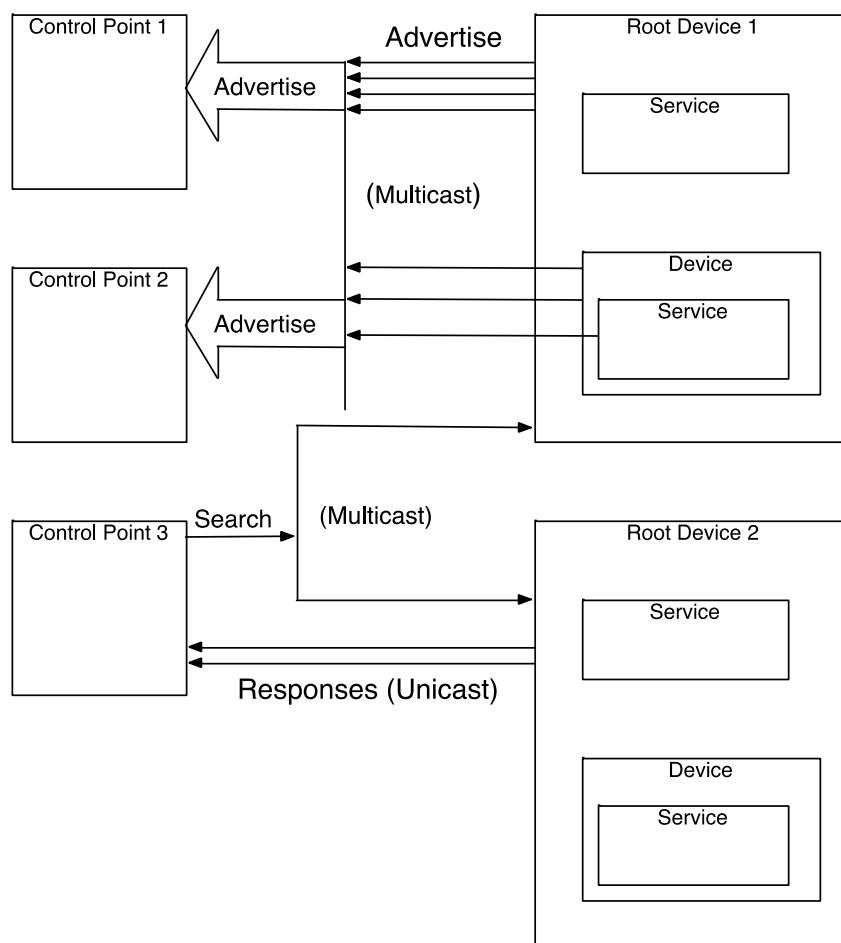 Control Point 1
Advertise
Root Device 1
Advertise
Service
(Multicast)
Control Point 2
Device
Advertise
Service
Control Point 3
Search
(Multicast)
Root Device 2
Service
Responses (Unicast)
Device
Service